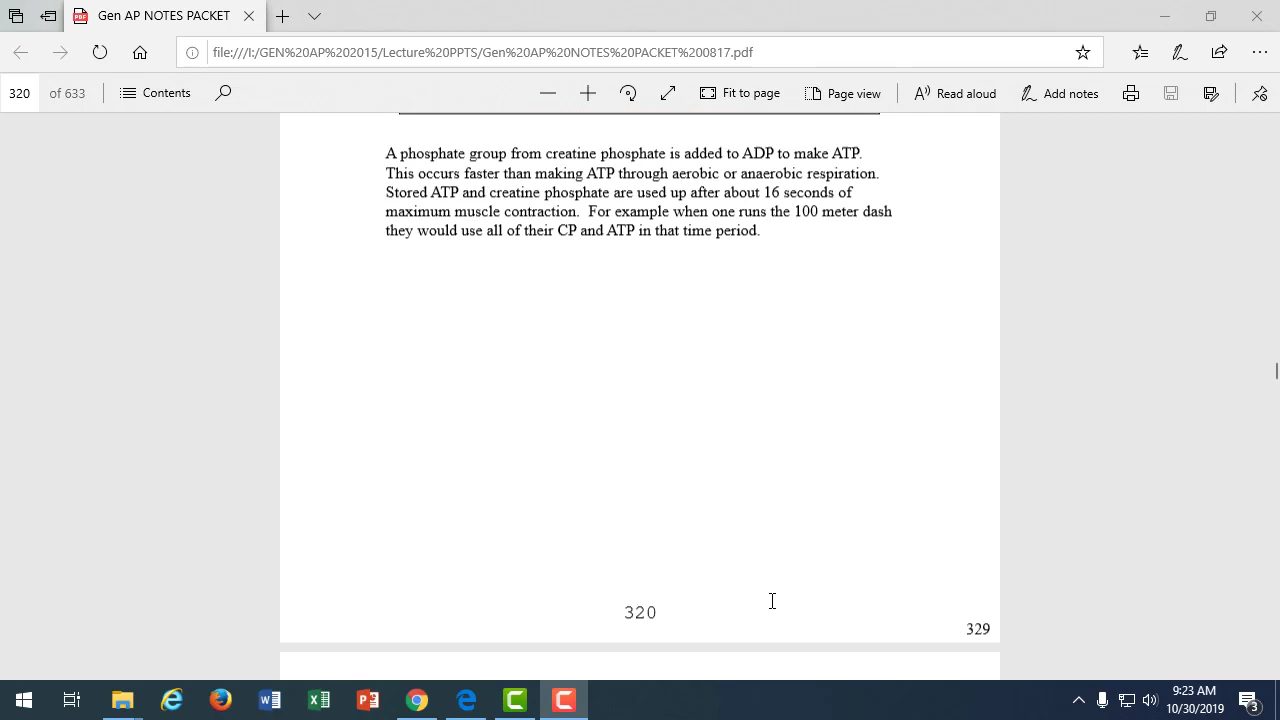 Gen AP NOTES PACKET
file:///I:/GEN%20AP%202015/Lecture%20PPTS/Gen%20AP%20NOTES%20PACKET%200817.pdf
320 of 633 Contents Fit to page Page view Read aloud Add notes
A phosphate group from creatine phosphate is added to ADP to make ATP.
This occurs faster than making ATP through aerobic or anaerobic respiration.
Stored ATP and creatine phosphate are used up after about 16 seconds of
maximum muscle contraction.  For example when one runs the 100 meter dash
they would use all of their CP and ATP in that time period.
320
329
9:23 AM
10/30/2019
3